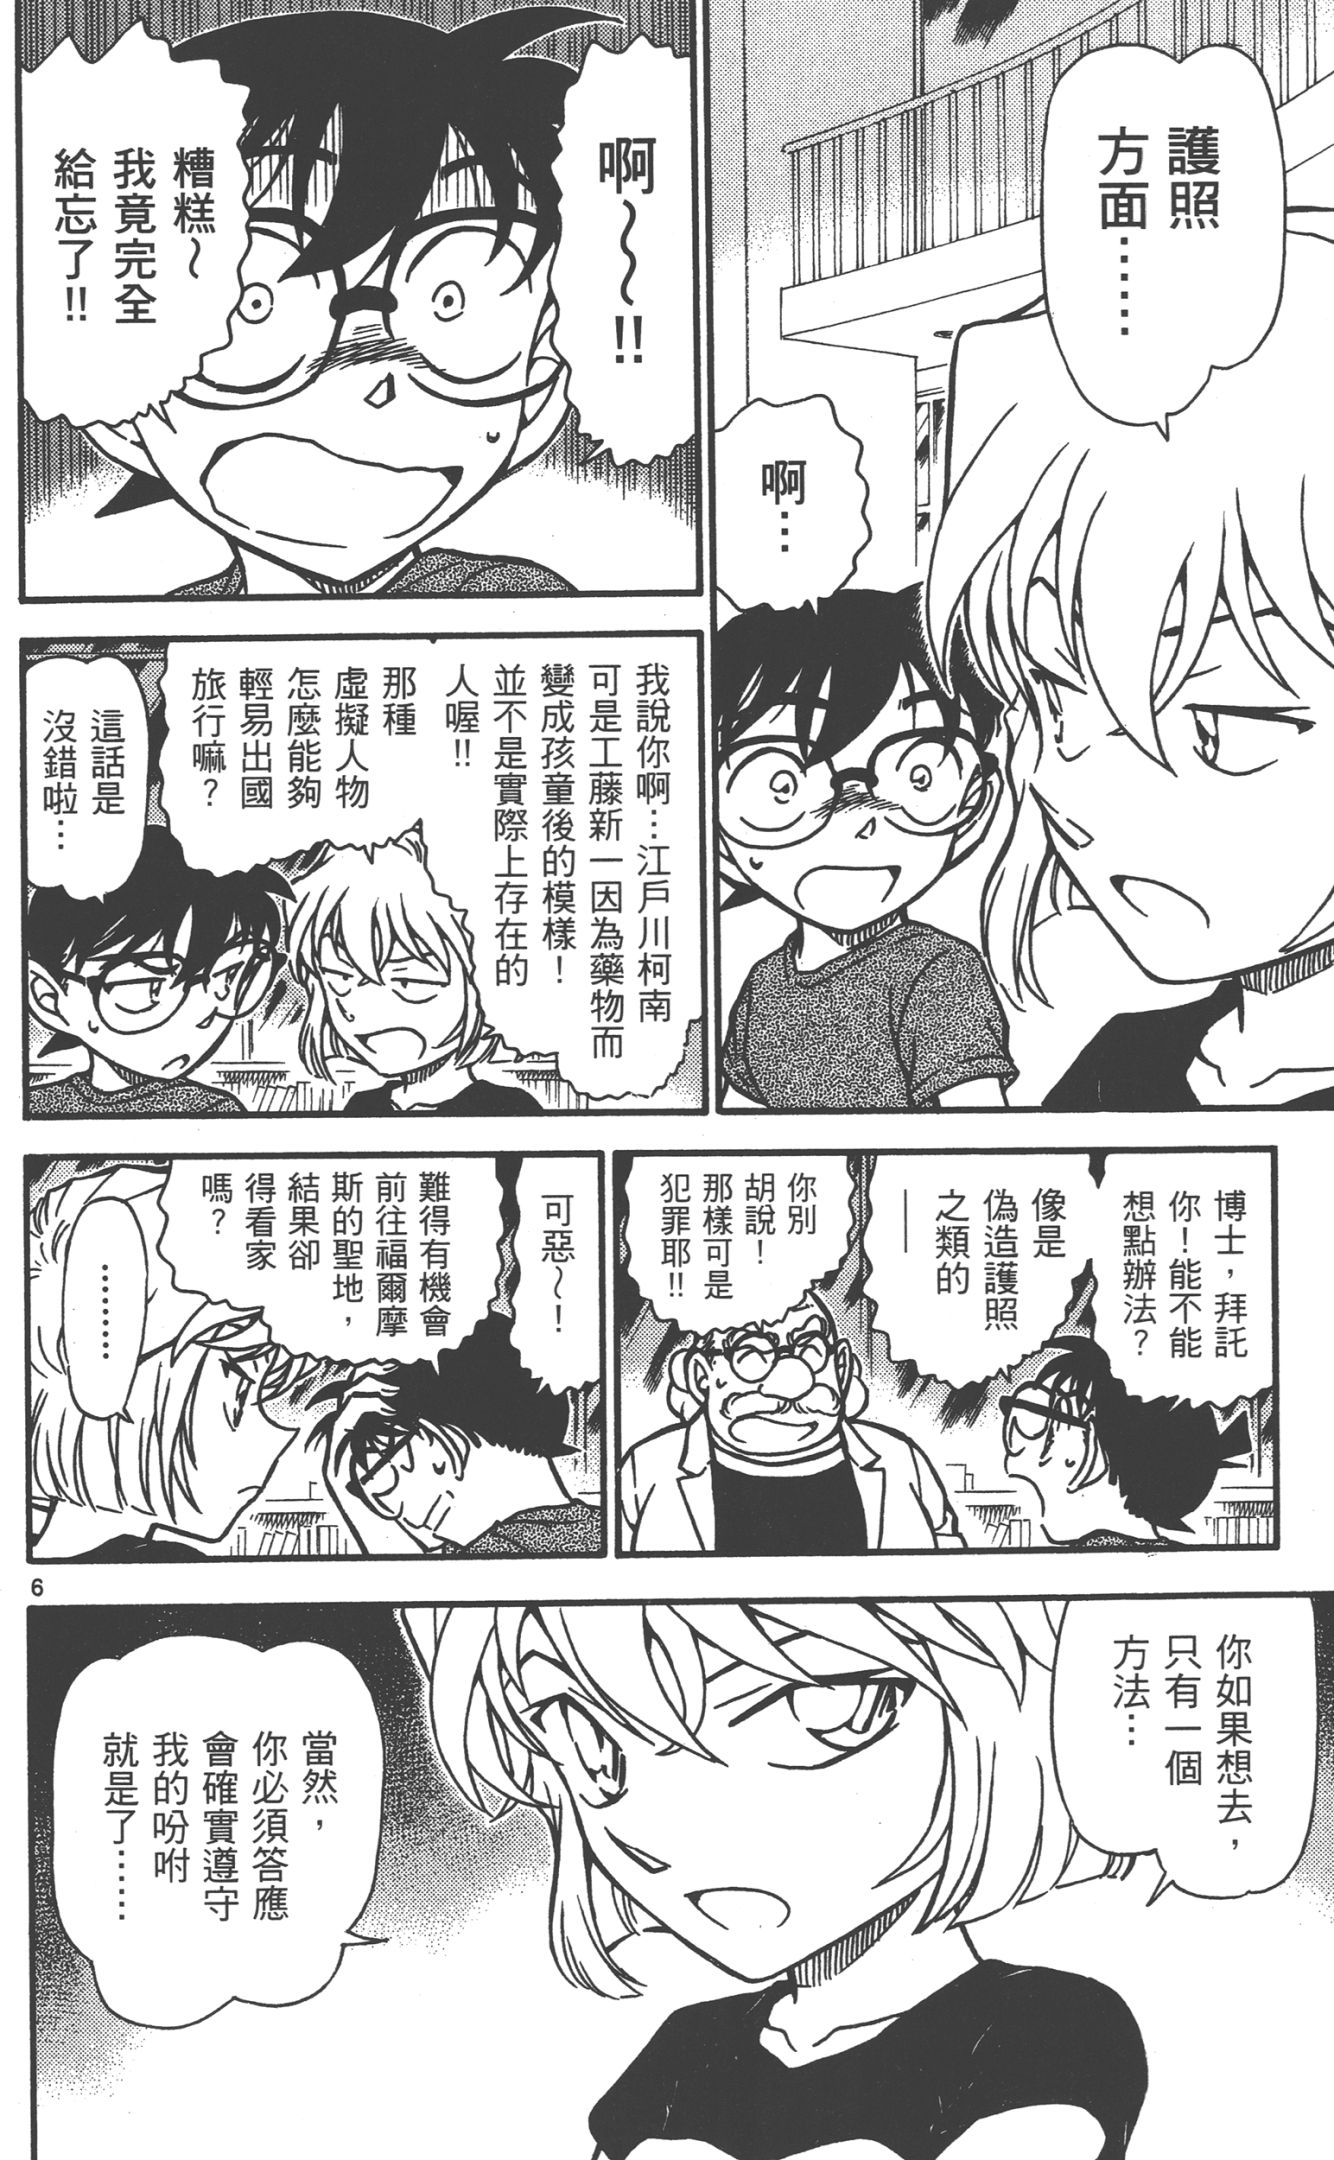 護照
方面……
啊…
啊～～!!
糟糕～
我竟完全
給忘了!!
我說你啊…江戶川柯南
可是工藤新一因為藥物而
變成孩童後的模樣！
並不是實際上存在的
人喔!!
那種
虛擬人物
怎麼能夠
輕易出國
旅行嘛？
這話是
沒錯啦…
博士，拜託
你！能不能
想點辦法？
像是
偽造護照
之類的
——
你別
胡說！
那樣可是
犯罪耶!!
可惡～！
難得有機會
前往福爾摩
斯的聖地，
結果卻
得看家
嗎？
………
6
你如果想去，
只有一個
方法…
當然，
你必須答應
會確實遵守
我的吩咐
就是了……